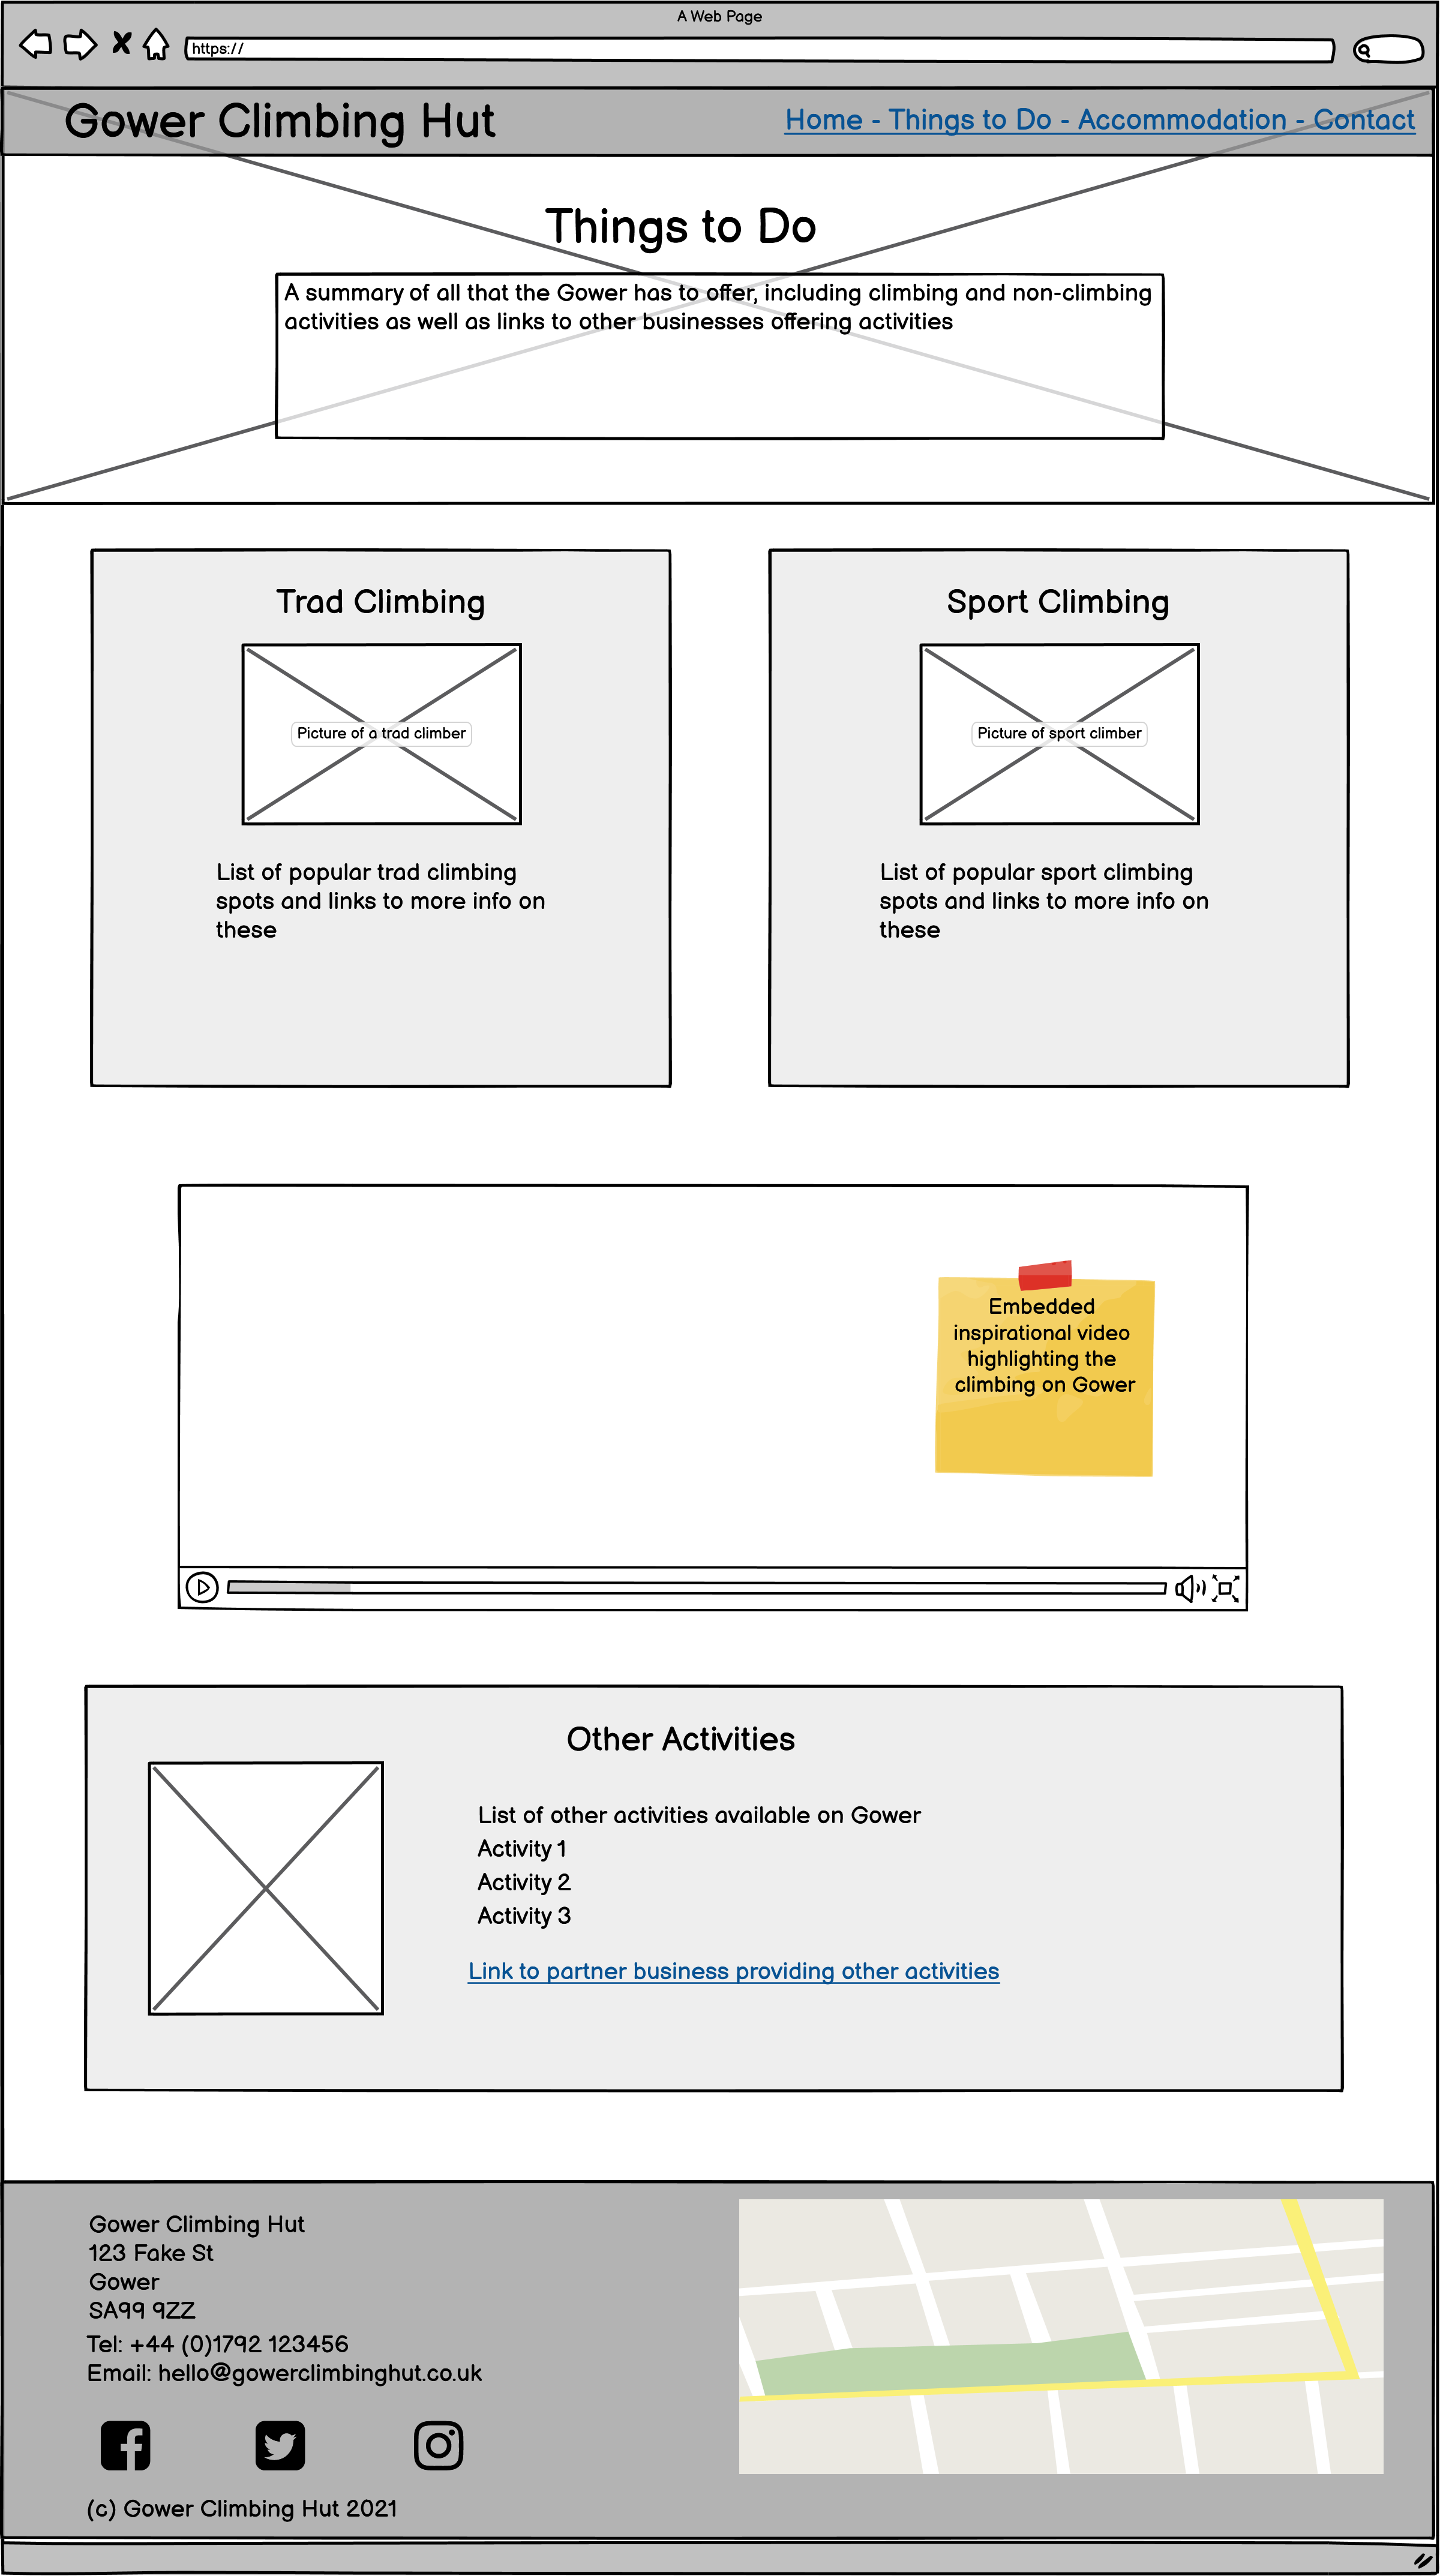 A Web Page
https://
Gower Climbing Hut
Home - Things to Do - Accommodation - Contact
Things to Do
A summary of all that the Gower has to offer, including climbing and non-climbing
activities as well as links to other businesses offering activities
Trad Climbing
Picture of a trad climber
List of popular trad climbing
spots and links to more info on
these
Sport Climbing
Picture of sport climber
List of popular sport climbing
spots and links to more info on
these
Embedded
inspirational video
highlighting the
climbing on Gower
Other Activities
List of other activities available on Gower
Activity 1
Activity 2
Activity 3
Link to partner business providing other activities
Gower Climbing Hut
123 Fake St
Gower
SA99 9ZZ
Tel: +44 (0)1792 123456
Email: hello@gowerclimbinghut.co.uk
(c) Gower Climbing Hut 2021